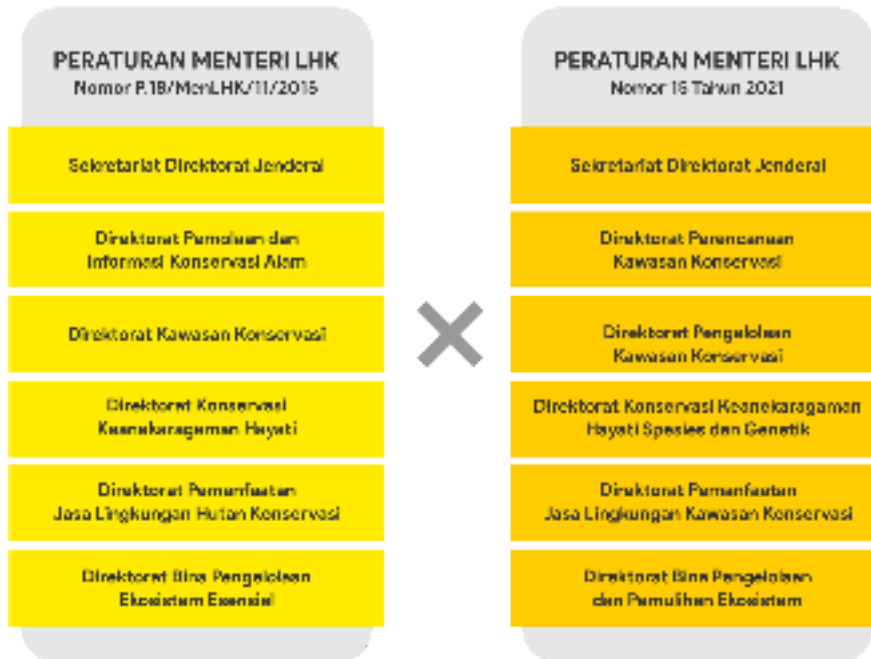 PERATURAN MENTERI LHK
Nomor P.18/MenLHK/11/2015
Sekretariat Direktorat Jenderal
Direktorat Pemolaan dan
Informasi Konservasi Alam
Direktorat Kawasan Konservasi
Direktorat Konservasi
Keanekaragaman Hayati
Direktorat Pemanfaatan
Jasa Lingkungan Hutan Konservasi
Direktorat Bina Pengelolaan
Ekosistem Esensial
PERATURAN MENTERI LHK
Nomor 15 Tahun 2021
Sekretariat Direktorat Jenderal
Direktorat Perencanaan
Kawasan Konservasi
Direktorat Pengelolaan
Kawasan Konservasi
Direktorat Konservasi Keanekaragaman
Hayati Spesies dan Genetik
Direktorat Pemanfaatan
Jasa Lingkungan Kawasan Konservasi
Direktorat Bina Pengelolaan
dan Pemulihan Ekosistem